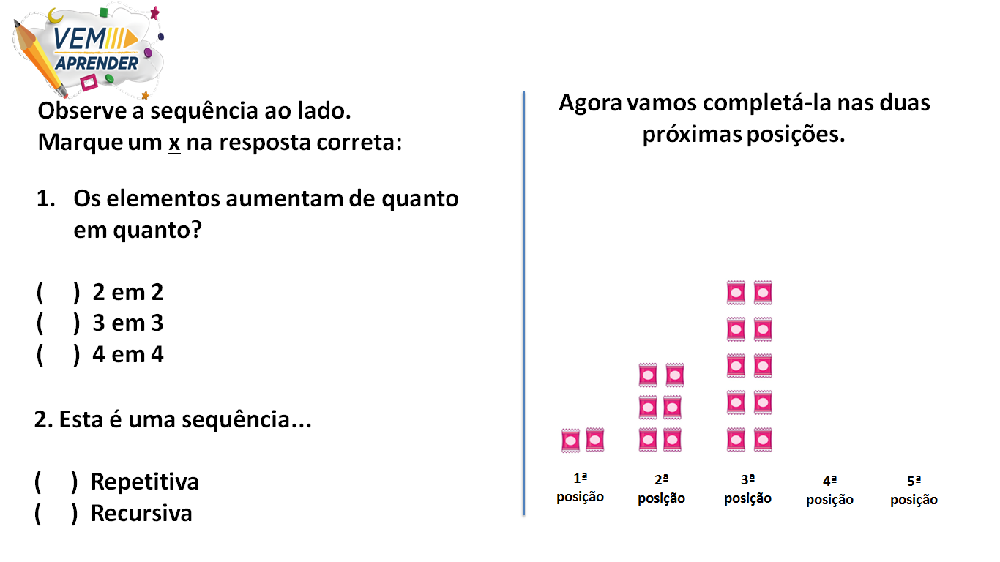 VEM
APRENDER
Observe a sequência ao lado.
Marque um x na resposta correta:
1. Os elementos aumentam de quanto
em quanto?
( ) 2 em 2
( ) 3 em 3
( ) 4 em 4
2. Esta é uma sequência...
( ) Repetitiva
( ) Recursiva
Agora vamos completá-la nas duas
próximas posições.
1ª posição
2ª posição
3ª posição
4ª posição
5ª posição